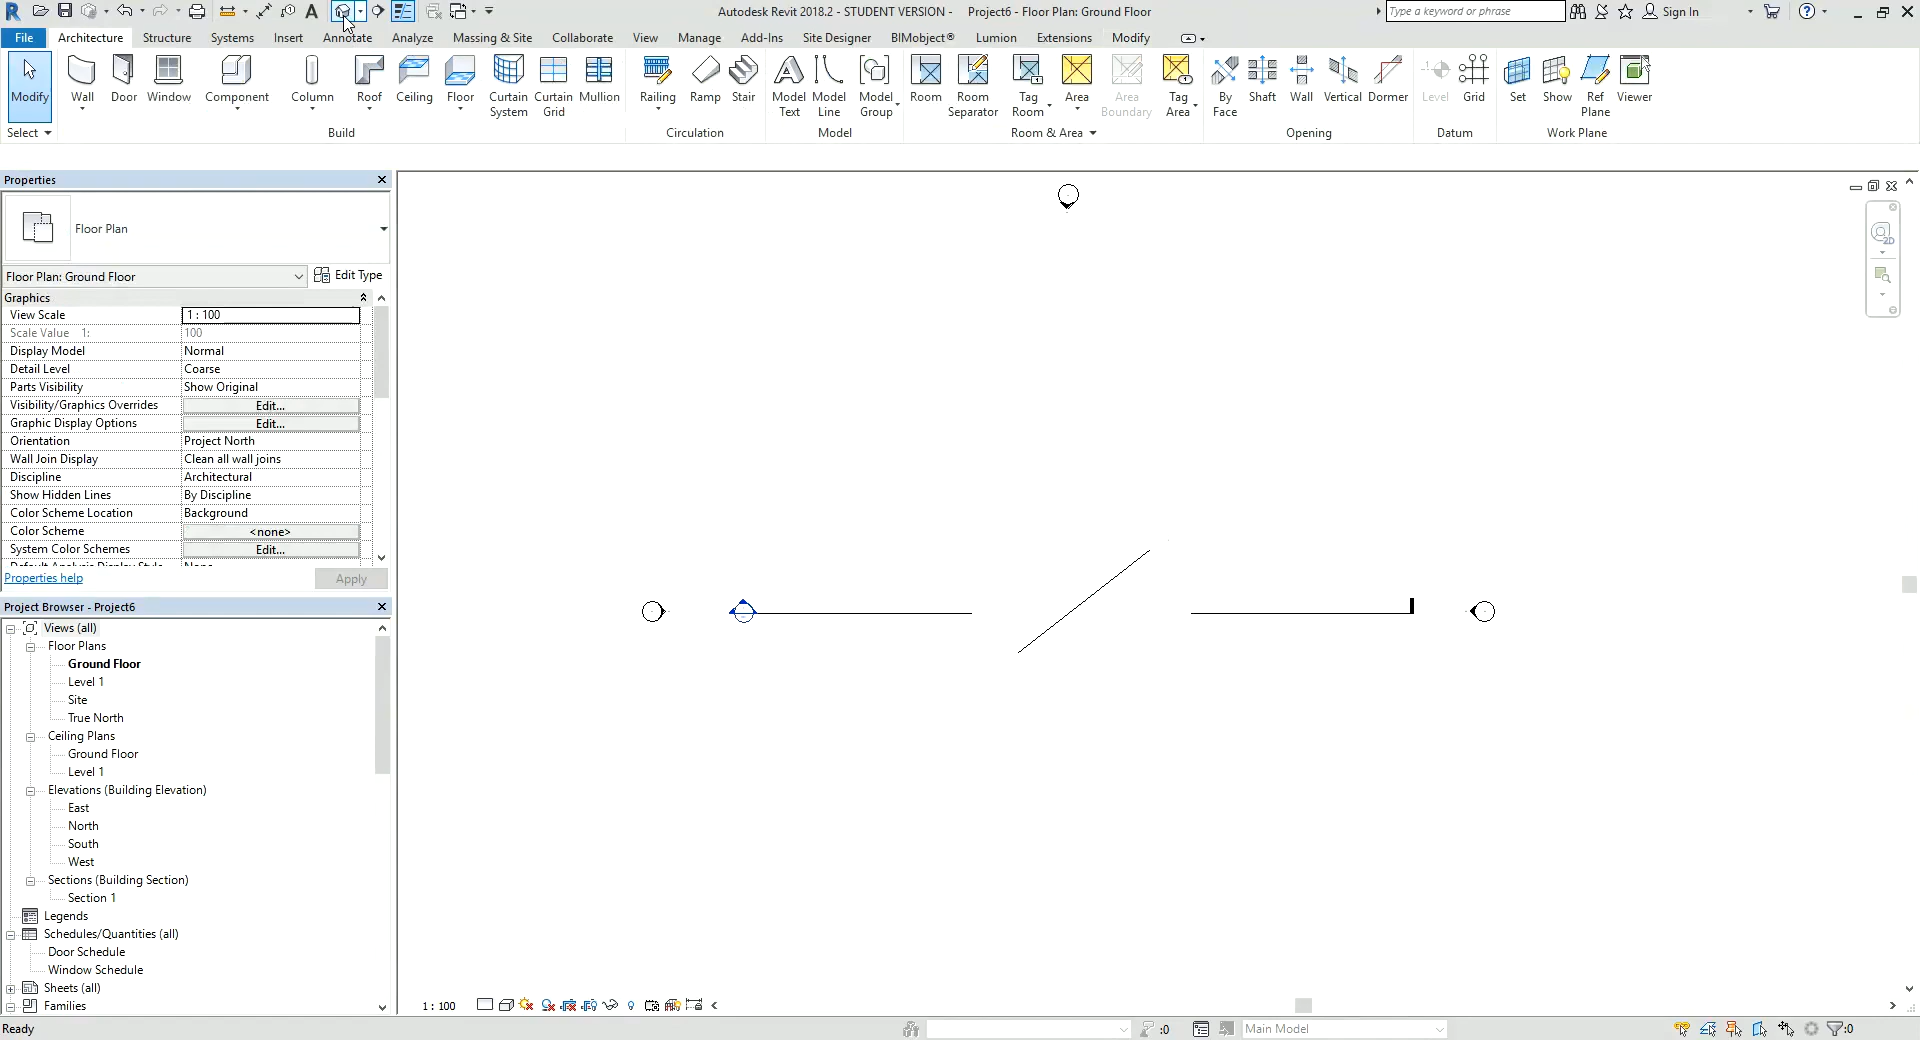 Autodesk Revit 2018.2 - STUDENT VERSION - Project6 - Floor Plan: Ground Floor
Type a keyword or phrase
Sign In
File Architecture Structure Systems Insert Annotate Analyze Massing & Site Collaborate View Manage Add-Ins Site Designer BIMobject® Lumion Extensions Modify
Modify
Wall
Door
Window
Component
Column
Roof
Ceiling
Floor
Curtain System
Curtain Grid
Mullion
Railing
Ramp
Stair
Model Text
Model Line
Model Group
Room
Room Separator
Tag Room
Area
Area Boundary
Tag Area
By Face
Shaft
Wall
Vertical
Dormer
Level
Grid
Set
Show
Ref Plane
Viewer
Select
Build
Circulation
Model
Room & Area
Opening
Datum
Work Plane
Properties
Floor Plan
Floor Plan: Ground Floor
Edit Type
Graphics
View Scale 1 : 100
Scale Value 1: 100
Display Model Normal
Detail Level Coarse
Parts Visibility Show Original
Visibility/Graphics Overrides Edit...
Graphic Display Options Edit...
Orientation Project North
Wall Join Display Clean all wall joins
Discipline Architectural
Show Hidden Lines By Discipline
Color Scheme Location Background
Color Scheme <none>
System Color Schemes Edit...
Default Analysis Display Style None
Properties help
Apply
Project Browser - Project6
Views (all)
Floor Plans
Ground Floor
Level 1
Site
True North
Ceiling Plans
Ground Floor
Level 1
Elevations (Building Elevation)
East
North
South
West
Sections (Building Section)
Section 1
Legends
Schedules/Quantities (all)
Door Schedule
Window Schedule
Sheets (all)
Families
2D
1 : 100
Ready
:0
Main Model
:0